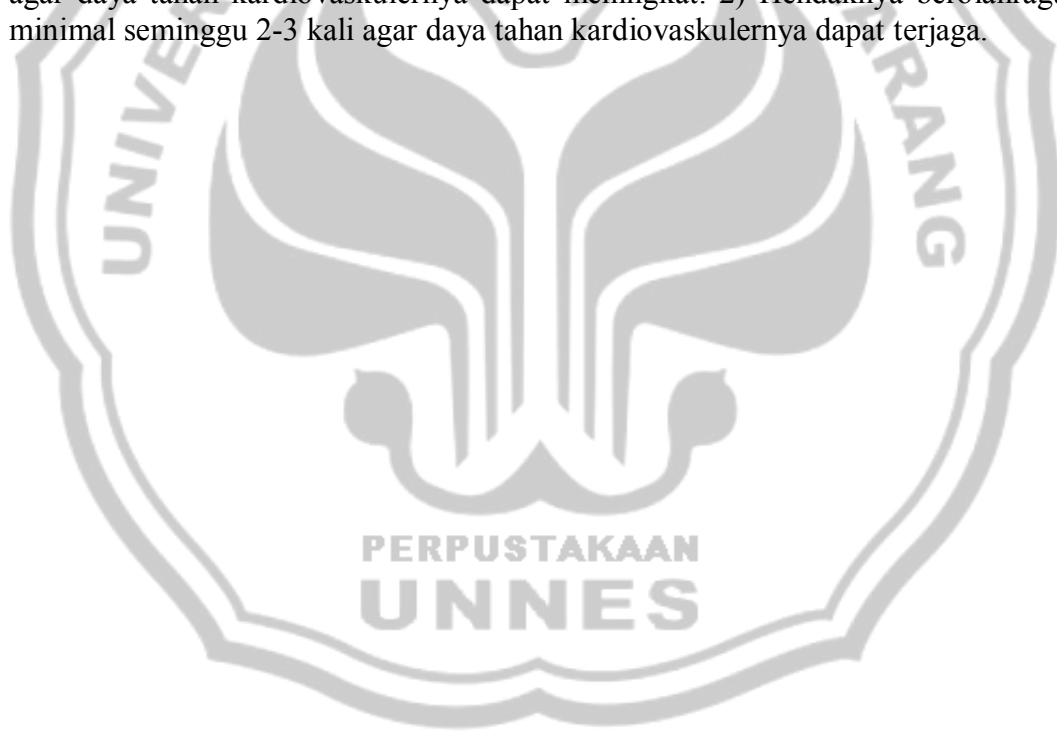 agar daya tahan kardiovaskulernya dapat meningkat. 2) Hendaknya berolahraga
minimal seminggu 2-3 kali agar daya tahan kardiovaskulernya dapat terjaga.
PERPUSTAKAAN
UNNES